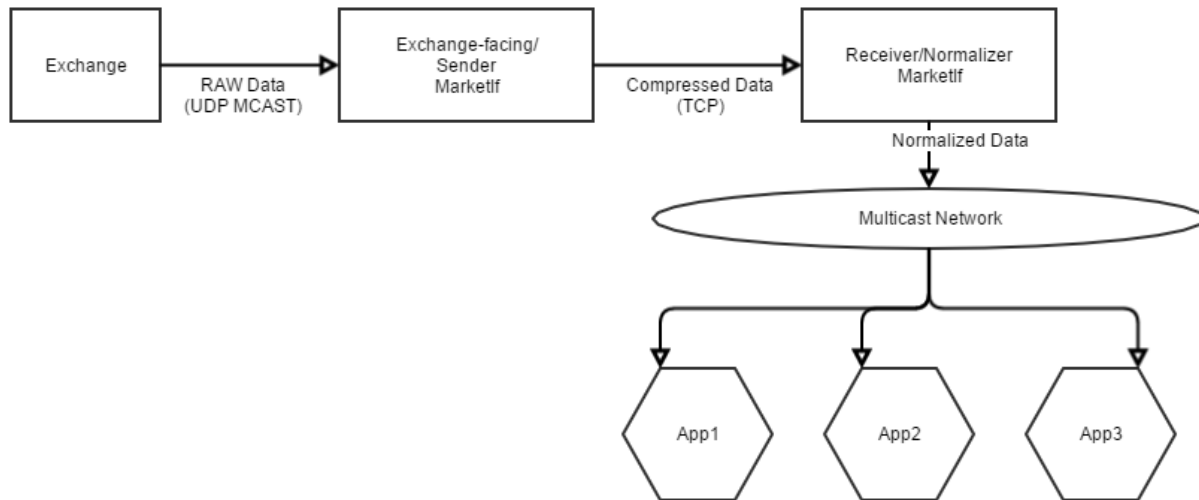 Exchange
RAW Data
(UDP MCAST)
Exchange-facing/
Sender
MarketIf
Compressed Data
(TCP)
Receiver/Normalizer
MarketIf
Normalized Data
Multicast Network
App1
App2
App3